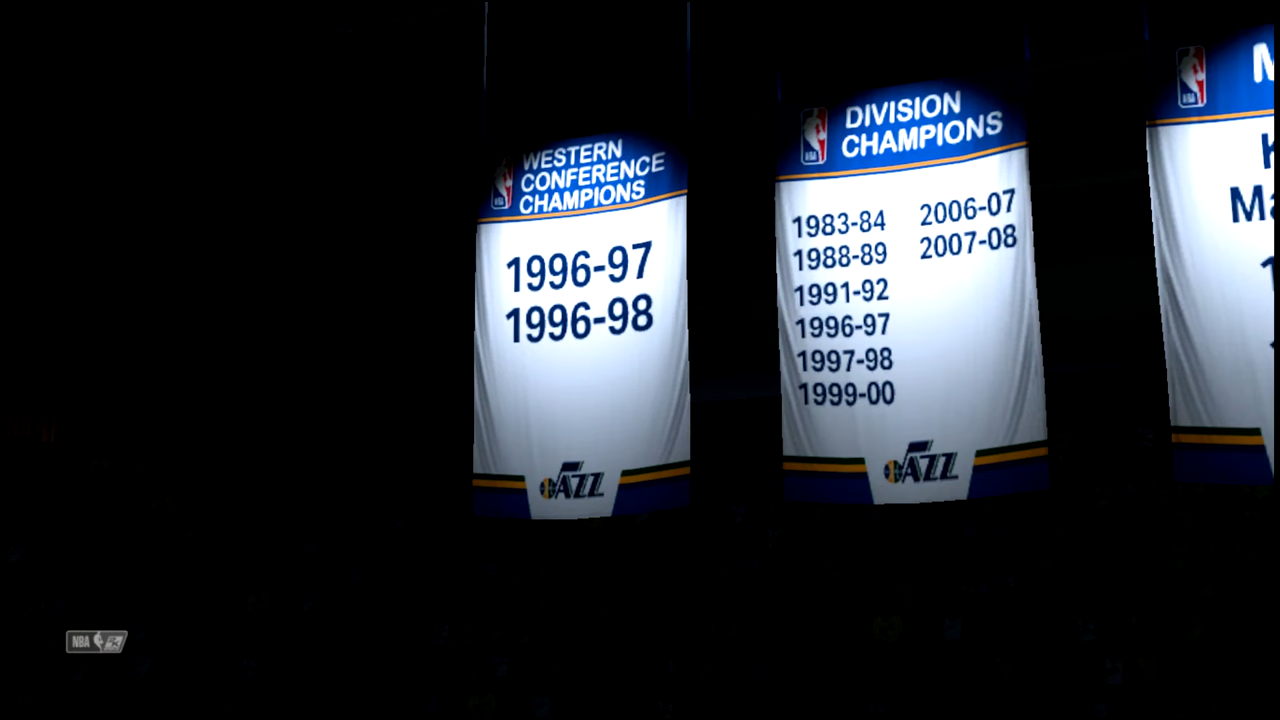 WESTERN
CONFERENCE
CHAMPIONS
1996-97
1996-98
JAZZ
DIVISION
CHAMPIONS
1983-84 2006-07
1988-89 2007-08
1991-92
1996-97
1997-98
1999-00
JAZZ
NBA 2K